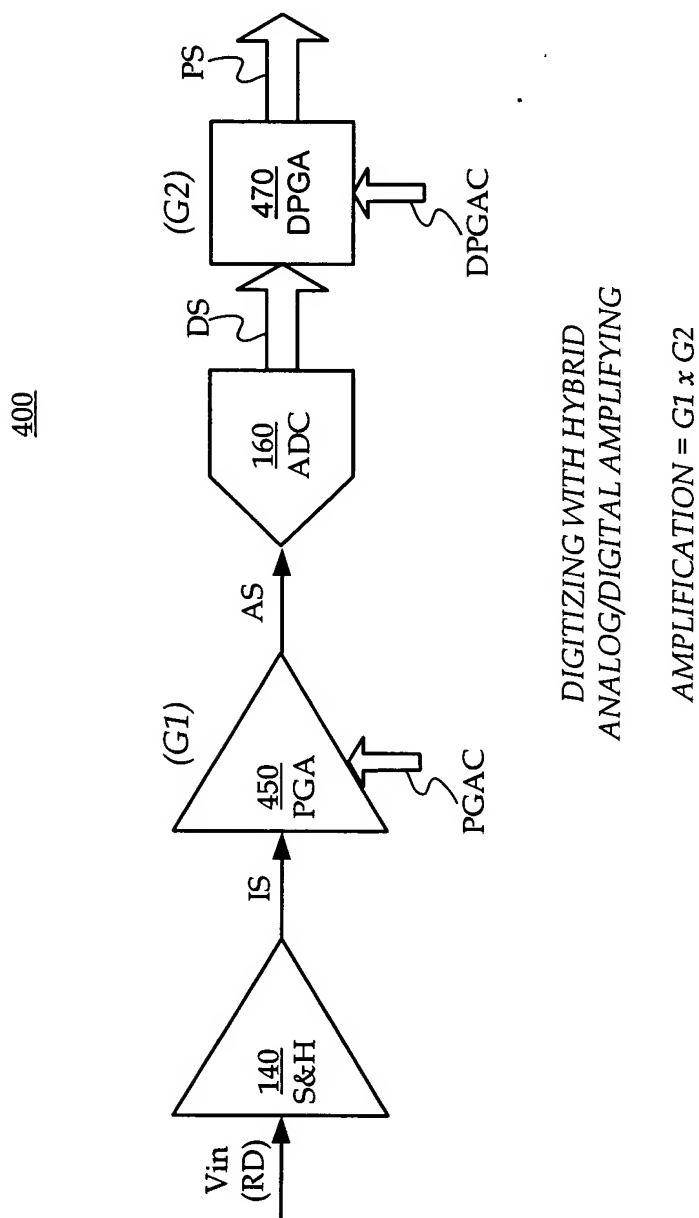 400
Vin
(RD)
140
S&H
IS
(G1)
450
PGA
PGAC
AS
160
ADC
DS
(G2)
470
DPGA
DPGAC
PS
DIGITIZING WITH HYBRID
ANALOG/DIGITAL AMPLIFYING
AMPLIFICATION = G1 x G2